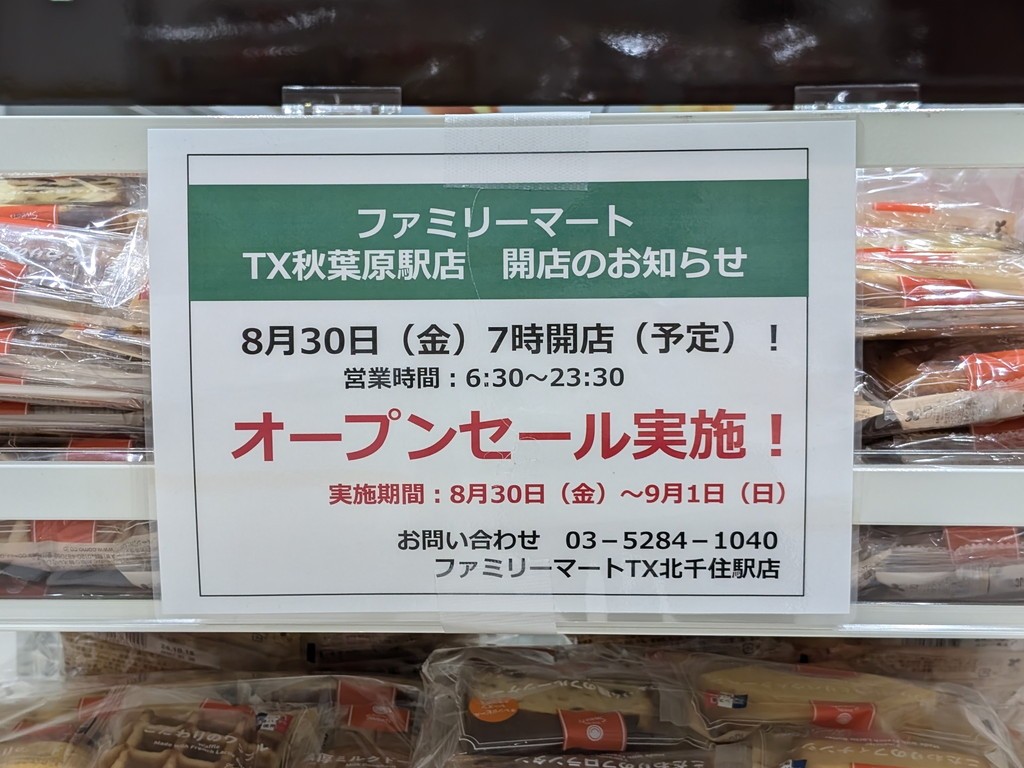 ファミリーマート
TX秋葉原駅店　開店のお知らせ
8月30日（金）7時開店（予定）！
営業時間：6:30～23:30
オープンセール実施！
実施期間：8月30日（金）～9月1日（日）
お問い合わせ　03－5284－1040
ファミリーマートTX北千住駅店